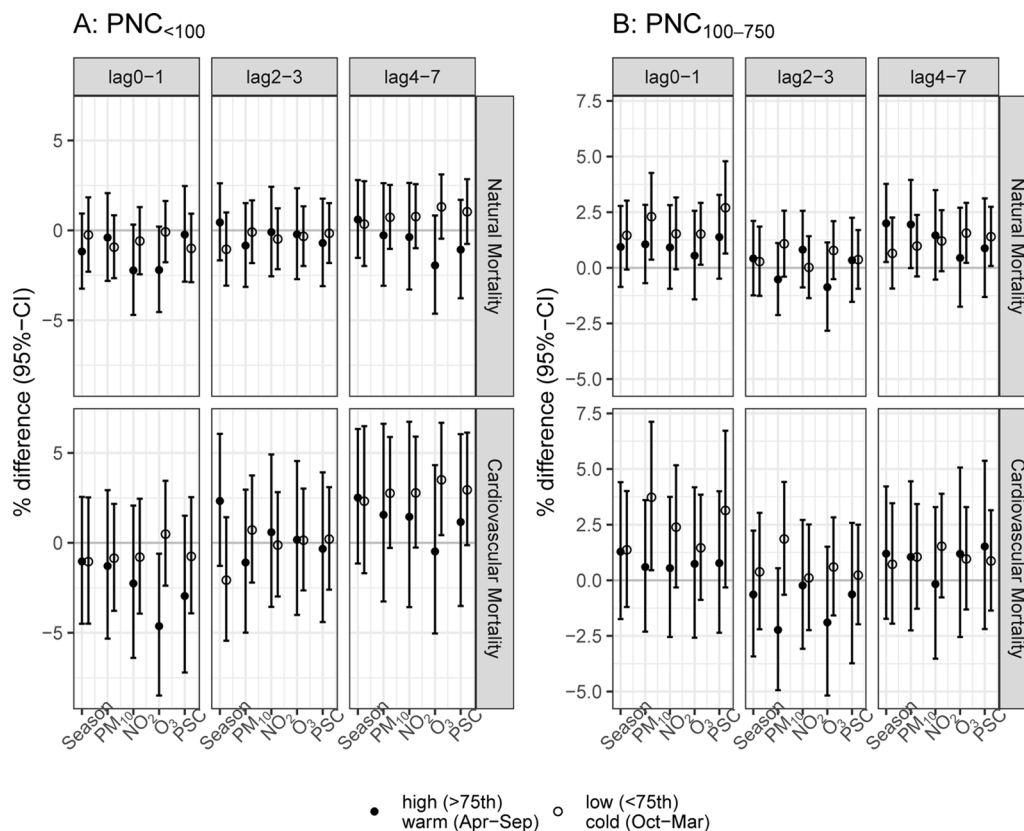 A: PNC<100
B: PNC100−750
lag0−1
lag2−3
lag4−7
lag0−1
lag2−3
lag4−7
% difference (95%−CI)
5
0
−5
Natural Mortality
5
0
−5
Cardiovascular Mortality
% difference (95%−CI)
7.5
5.0
2.5
0.0
−2.5
−5.0
Natural Mortality
7.5
5.0
2.5
0.0
−2.5
−5.0
Cardiovascular Mortality
Season PM10 NO2 O3 PSC
Season PM10 NO2 O3 PSC
Season PM10 NO2 O3 PSC
Season PM10 NO2 O3 PSC
Season PM10 NO2 O3 PSC
Season PM10 NO2 O3 PSC
high (>75th)
warm (Apr−Sep)
low (<75th)
cold (Oct−Mar)